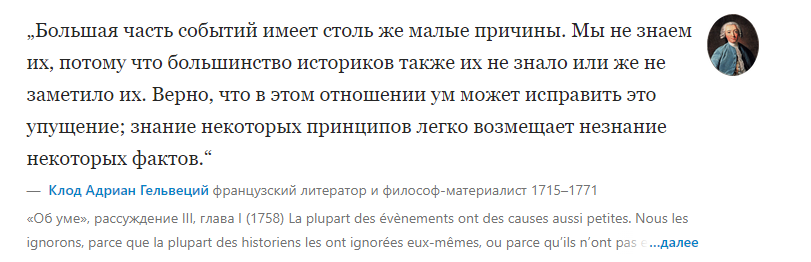 „Большая часть событий имеет столь же малые причины. Мы не знаем
их, потому что большинство историков также их не знало или же не
заметило их. Верно, что в этом отношении ум может исправить это
упущение; знание некоторых принципов легко возмещает незнание
некоторых фактов.“
— Клод Адриан Гельвеций французский литератор и философ-материалист 1715–1771
«Об уме», рассуждение III, глава I (1758) La plupart des évènements ont des causes aussi petites. Nous les
ignorons, parce que la plupart des historiens les ont ignorées eux-mêmes, ou parce qu’ils n’ont pas …далее